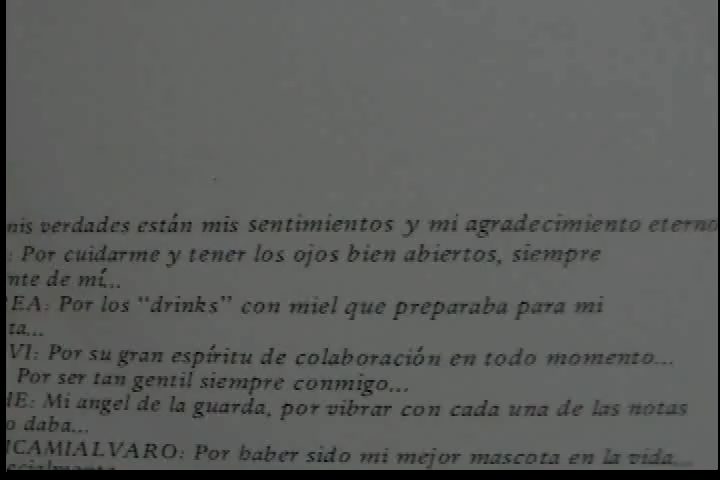 mis verdades están mis sentimientos y mi agradecimiento eterno
: Por cuidarme y tener los ojos bien abiertos, siempre
nte de mí...
EA: Por los "drinks" con miel que preparaba para mi
ta...
VI: Por su gran espíritu de colaboración en todo momento...
Por ser tan gentil siempre conmigo...
IE: Mi angel de la guarda, por vibrar con cada una de las notas
o daba...
ICAMIALVARO: Por haber sido mi mejor mascota en la vida...